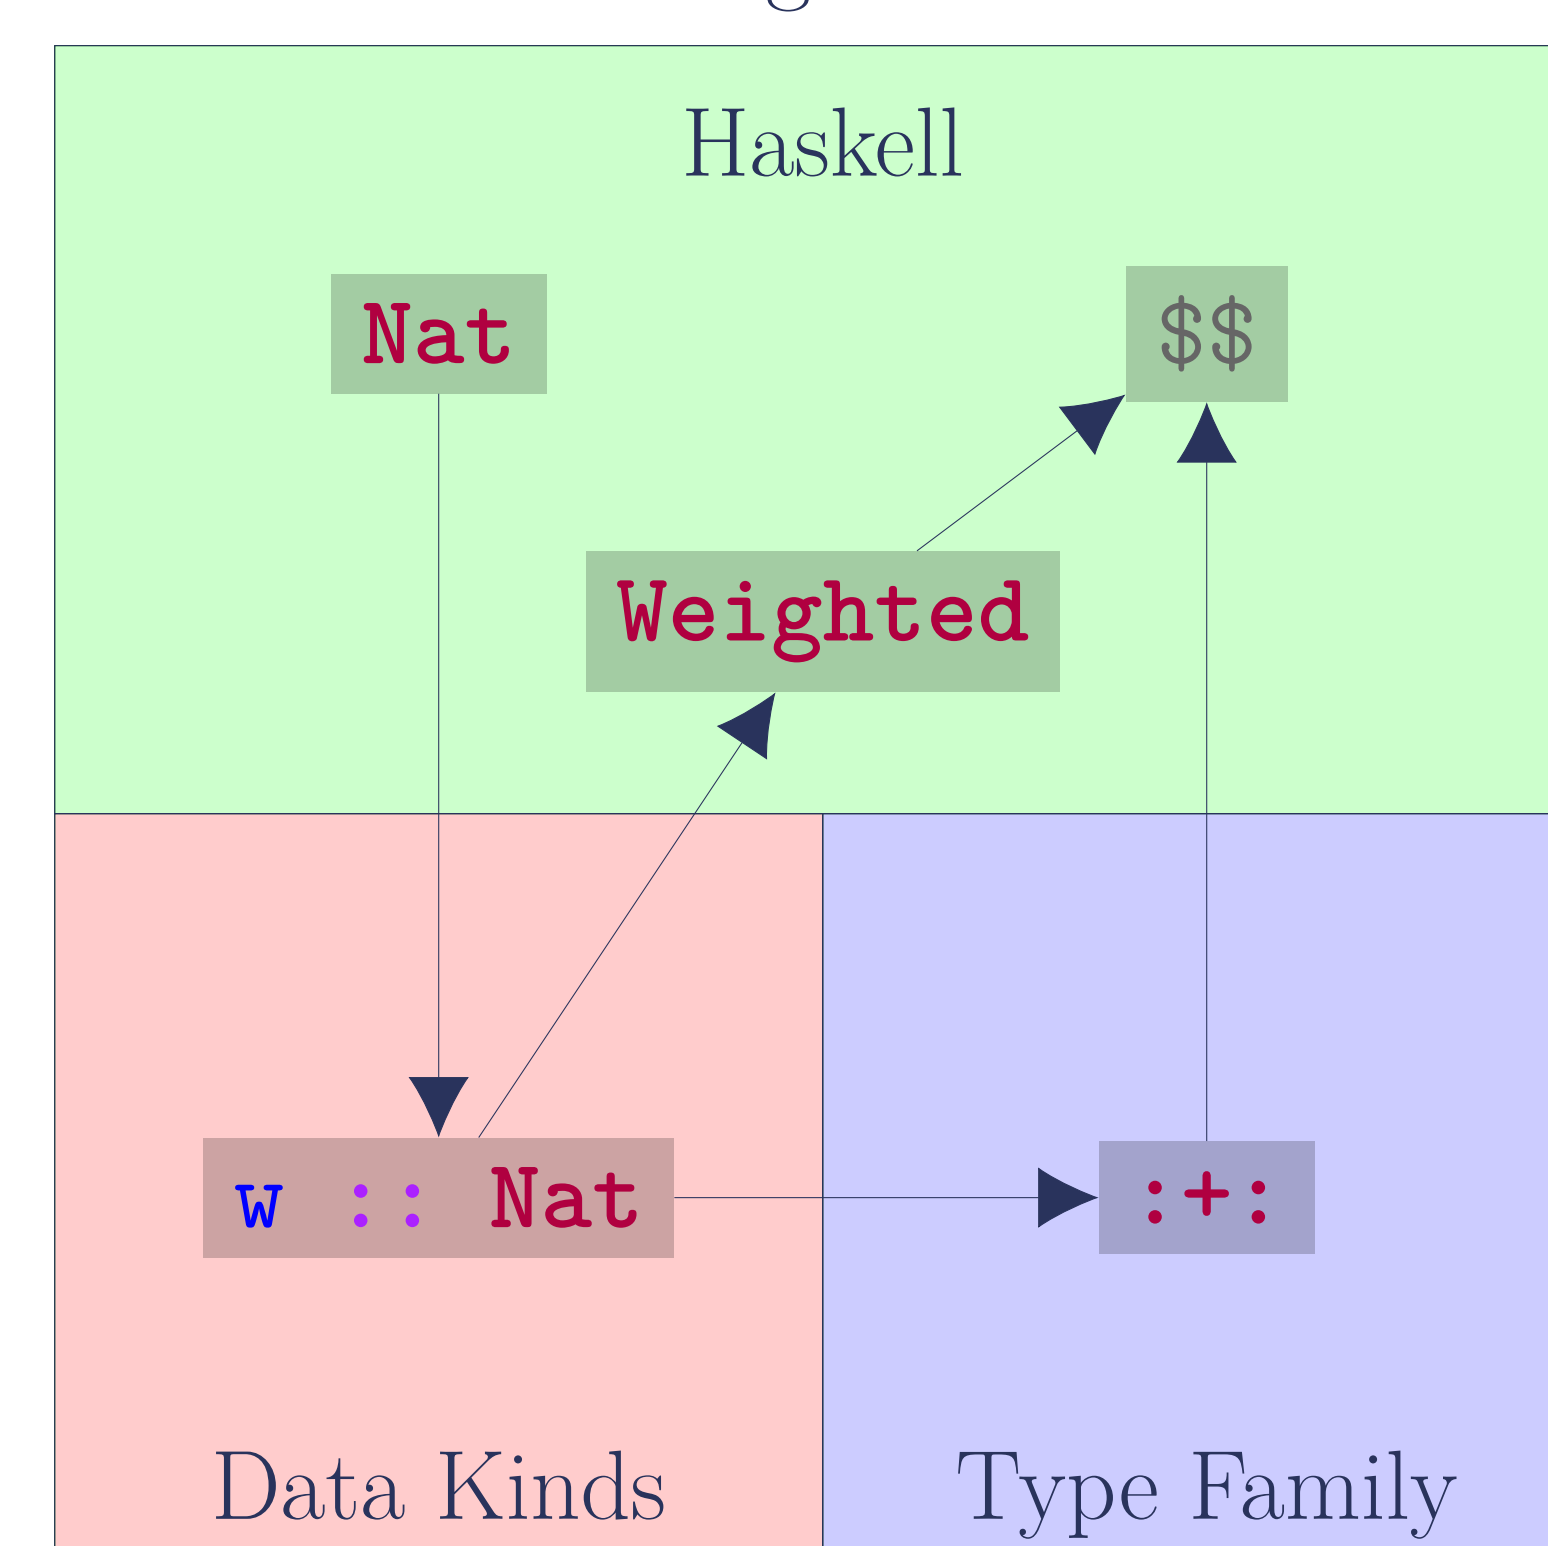 Haskell
Nat
$$
Weighted
w :: Nat
:+:
Data Kinds
Type Family